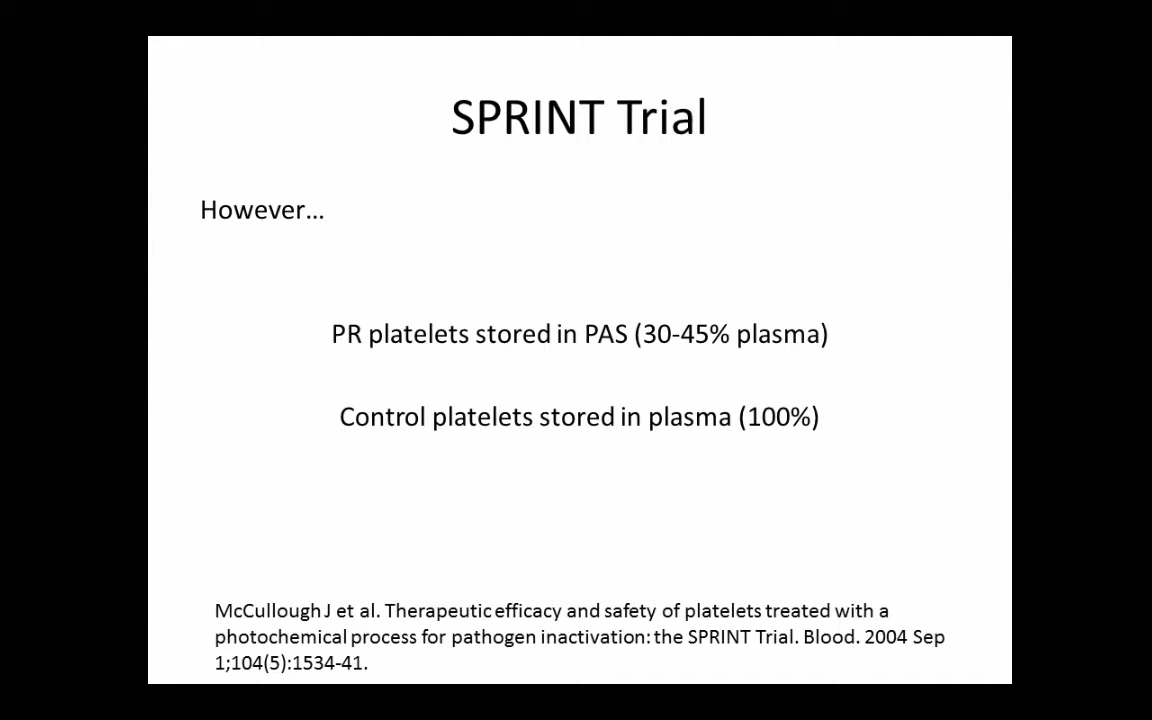 SPRINT Trial
However…
PR platelets stored in PAS (30-45% plasma)
Control platelets stored in plasma (100%)
McCullough J et al. Therapeutic efficacy and safety of platelets treated with a
photochemical process for pathogen inactivation: the SPRINT Trial. Blood. 2004 Sep
1;104(5):1534-41.